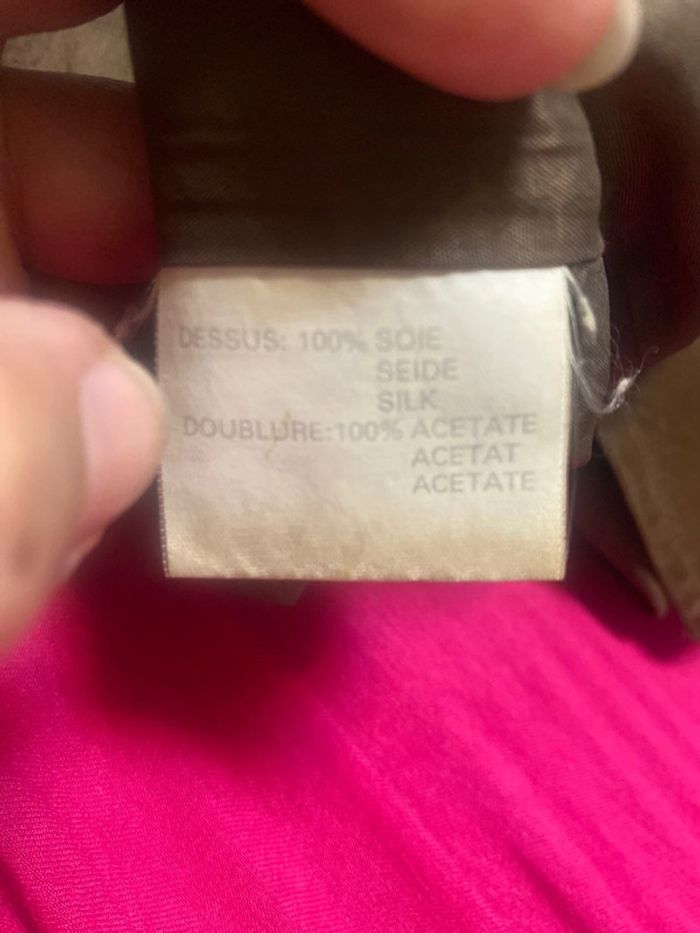 DESSUS: 100% SOIE
SEIDE
SILK
DOUBLURE:100% ACETATE
ACETAT
ACETATE